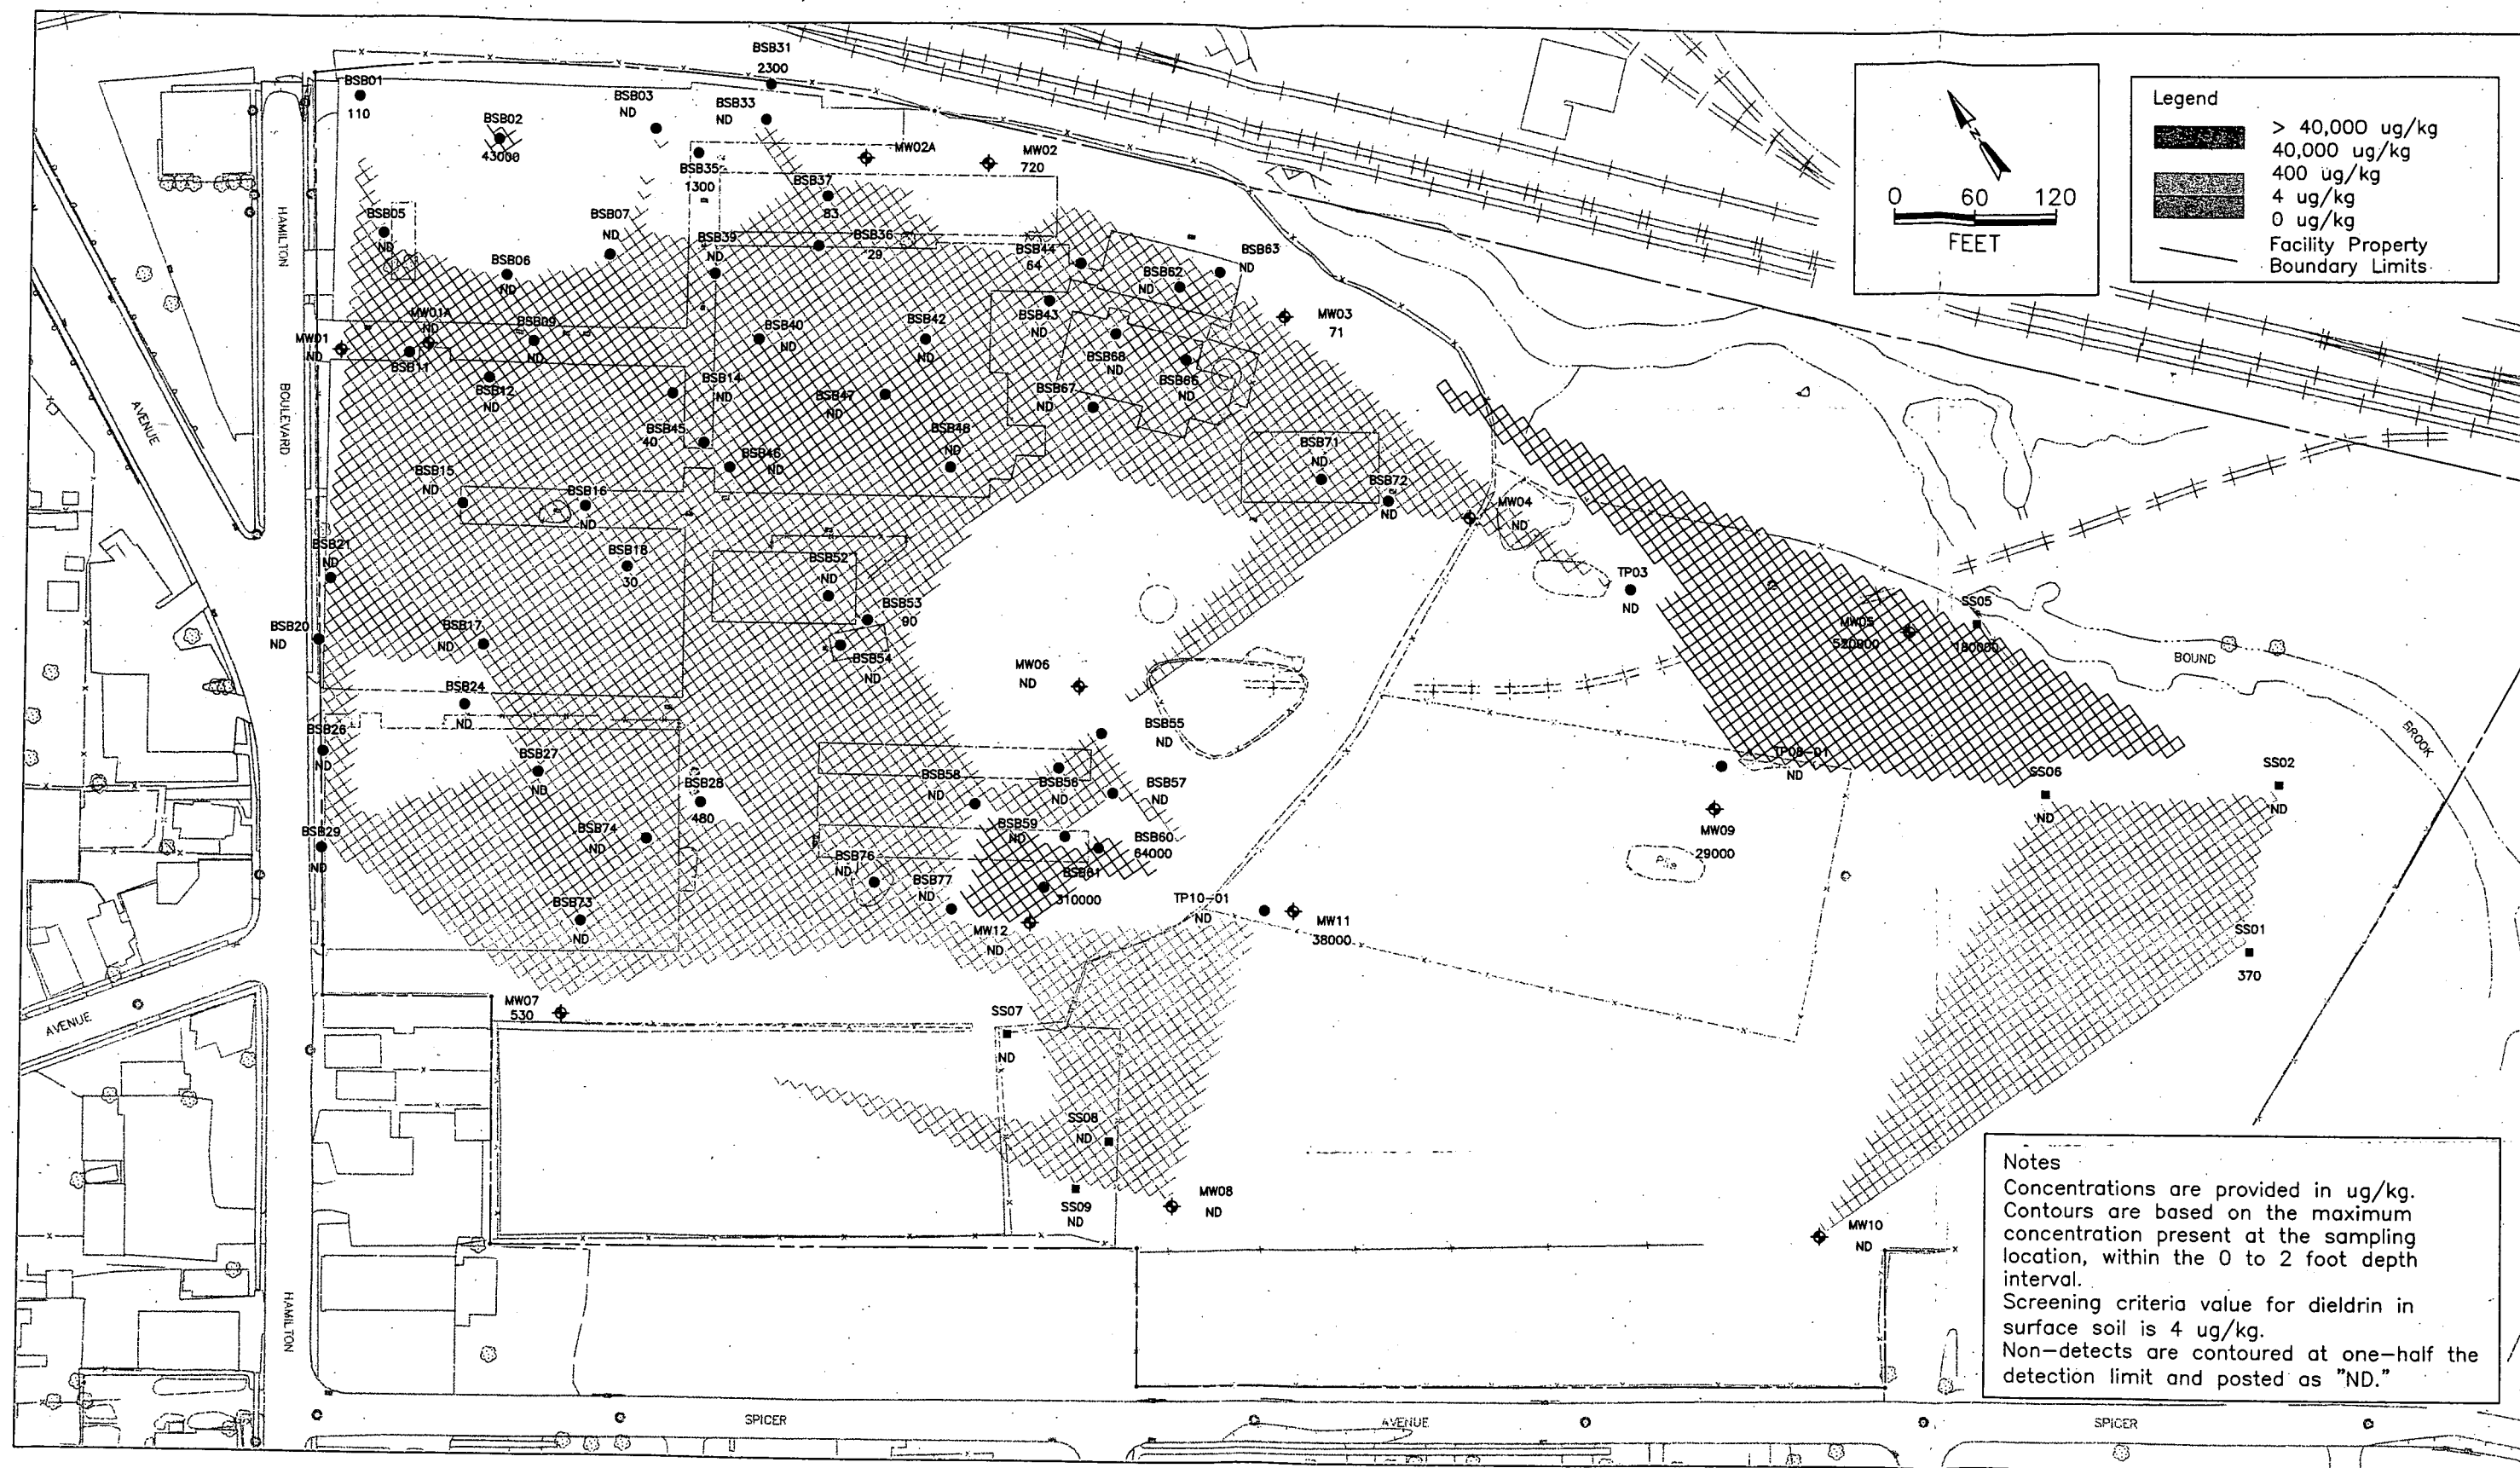 BSB31
2300
BSB01
110
BSB02
43000
BSB03
ND
BSB33
ND
BSB35
1300
MW02A
MW02
720
BSB37
83
BSB05
ND
BSB07
ND
BSB06
ND
BSB39
ND
BSB36
29
BSB44
64
BSB62
ND
BSB63
ND
MW03
71
MW01A
ND
MW01
ND
BSB09
ND
BSB11
BSB12
ND
BSB40
ND
BSB42
ND
BSB43
ND
BSB68
ND
BSB66
ND
BSB14
ND
BSB47
ND
BSB67
ND
BSB45
40
BSB46
ND
BSB48
ND
BSB15
ND
BSB16
ND
BSB71
ND
BSB72
ND
MW04
ND
BSB21
ND
BSB18
30
BSB52
ND
BSB53
90
BSB54
ND
TP03
ND
SS05
180000
MW05
520000
BSB20
ND
BSB17
ND
MW06
ND
BSB24
ND
BSB26
ND
BSB55
ND
BSB27
ND
BSB28
480
BSB58
ND
BSB56
ND
BSB57
ND
TP08-01
ND
SS06
ND
SS02
ND
BSB29
ND
BSB74
ND
BSB59
ND
BSB60
64000
MW09
29000
Pile
BSB76
ND
BSB77
ND
BSB61
310000
BSB73
ND
MW12
ND
TP10-01
ND
MW11
38000
SS01
370
MW07
530
SS07
ND
SS08
ND
SS09
ND
MW08
ND
MW10
ND
HAMILTON
BOULEVARD
AVENUE
AVENUE
HAMILTON
SPICER
AVENUE
SPICER
BOUND
BROOK
N
0 60 120
FEET
Legend
> 40,000 ug/kg
40,000 ug/kg
400 ug/kg
4 ug/kg
0 ug/kg
Facility Property
Boundary Limits
Notes
Concentrations are provided in ug/kg.
Contours are based on the maximum
concentration present at the sampling
location, within the 0 to 2 foot depth
interval.
Screening criteria value for dieldrin in
surface soil is 4 ug/kg.
Non-detects are contoured at one-half the
detection limit and posted as "ND."